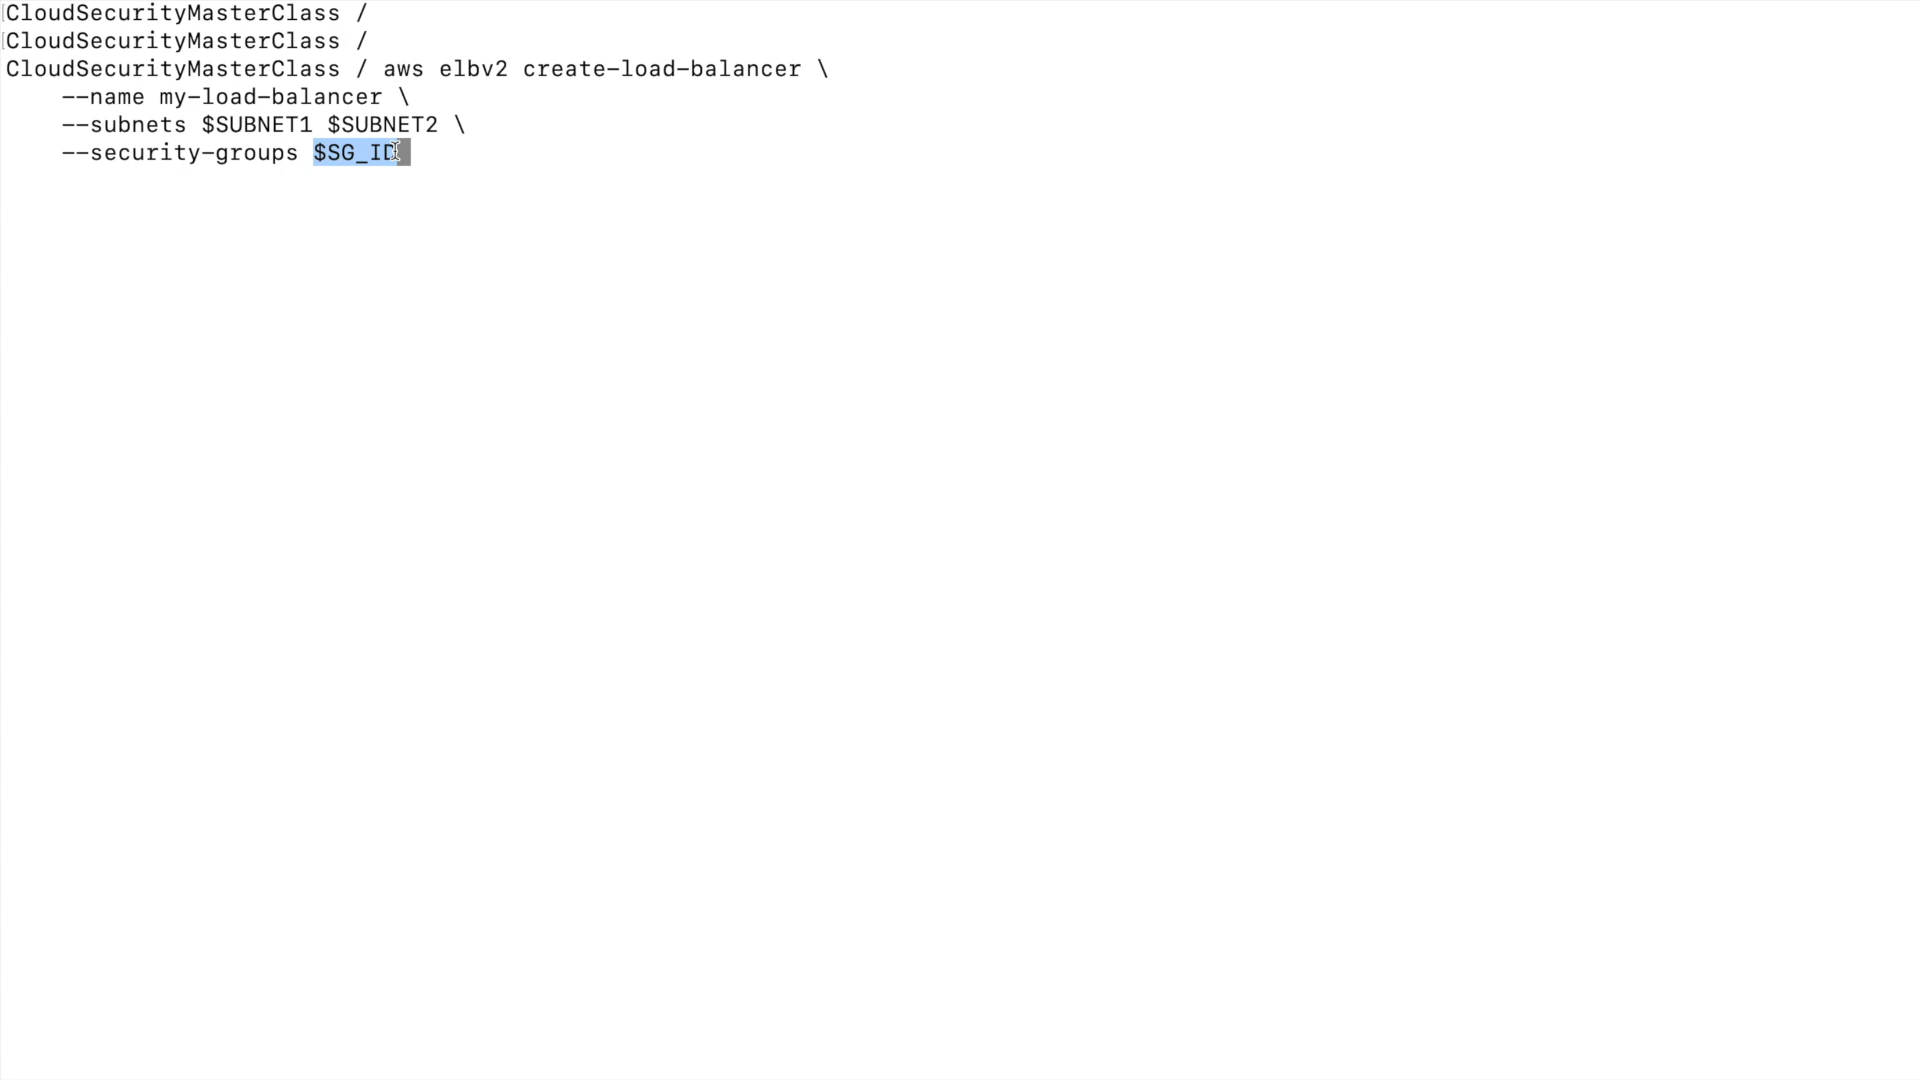 CloudSecurityMasterClass /
CloudSecurityMasterClass /
CloudSecurityMasterClass / aws elbv2 create-load-balancer \
    --name my-load-balancer \
    --subnets $SUBNET1 $SUBNET2 \
    --security-groups $SG_ID